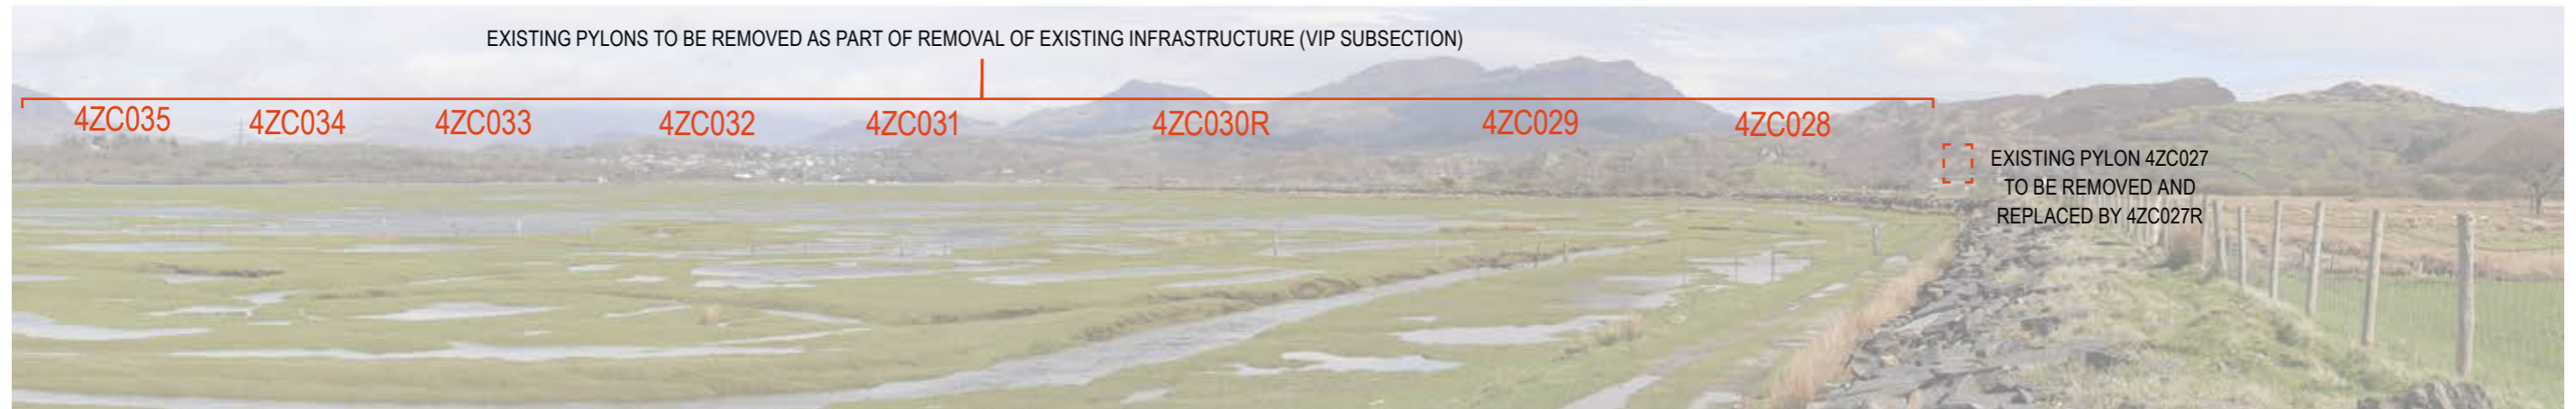 EXISTING PYLONS TO BE REMOVED AS PART OF REMOVAL OF EXISTING INFRASTRUCTURE (VIP SUBSECTION)
4ZC035 4ZC034 4ZC033 4ZC032 4ZC031 4ZC030R 4ZC029 4ZC028
EXISTING PYLON 4ZC027
TO BE REMOVED AND
REPLACED BY 4ZC027R